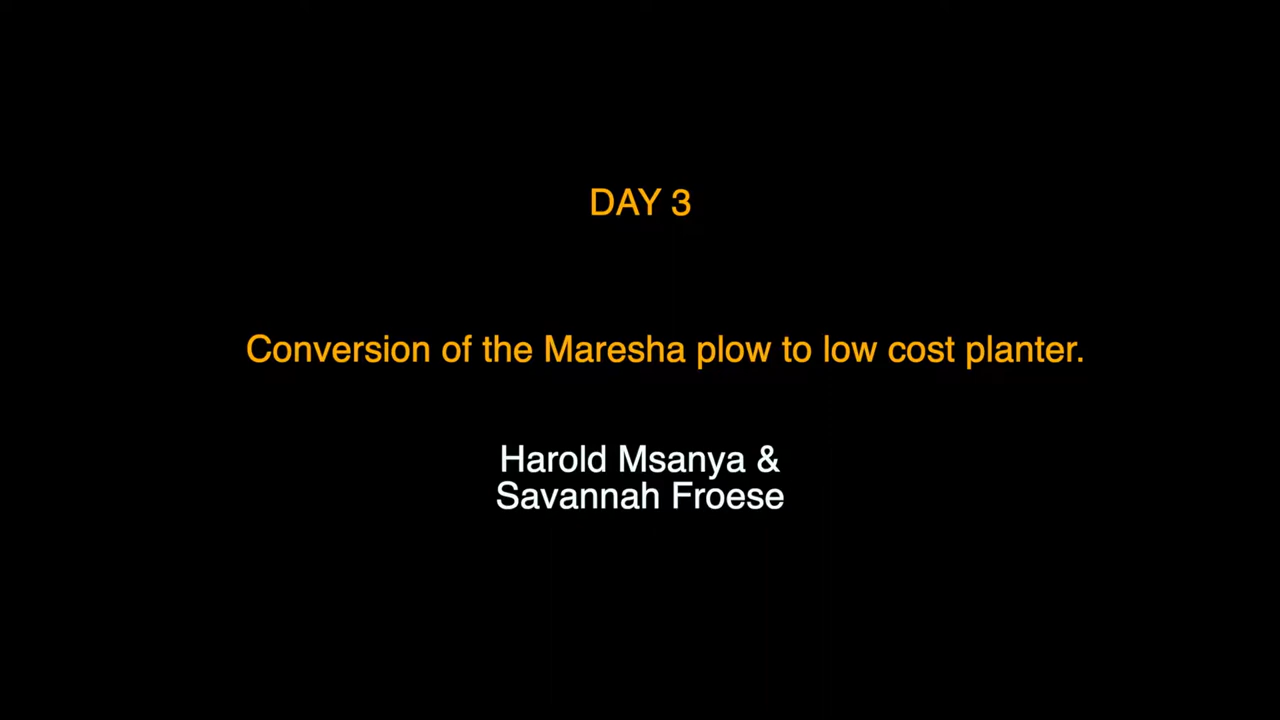 DAY 3
Conversion of the Maresha plow to low cost planter.
Harold Msanya &
Savannah Froese